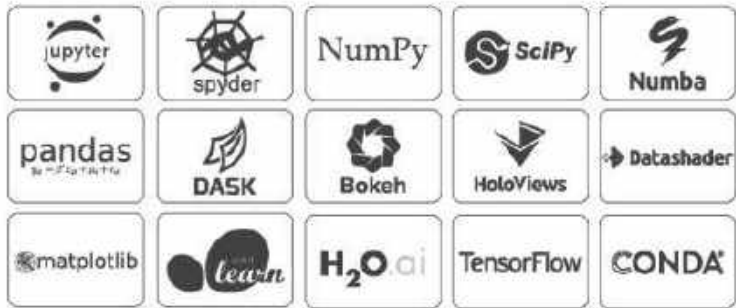 jupyter
spyder
NumPy
SciPy
Numba
pandas
DASK
Bokeh
HoloViews
Datashader
matplotlib
learn
H₂O.ai
TensorFlow
CONDA